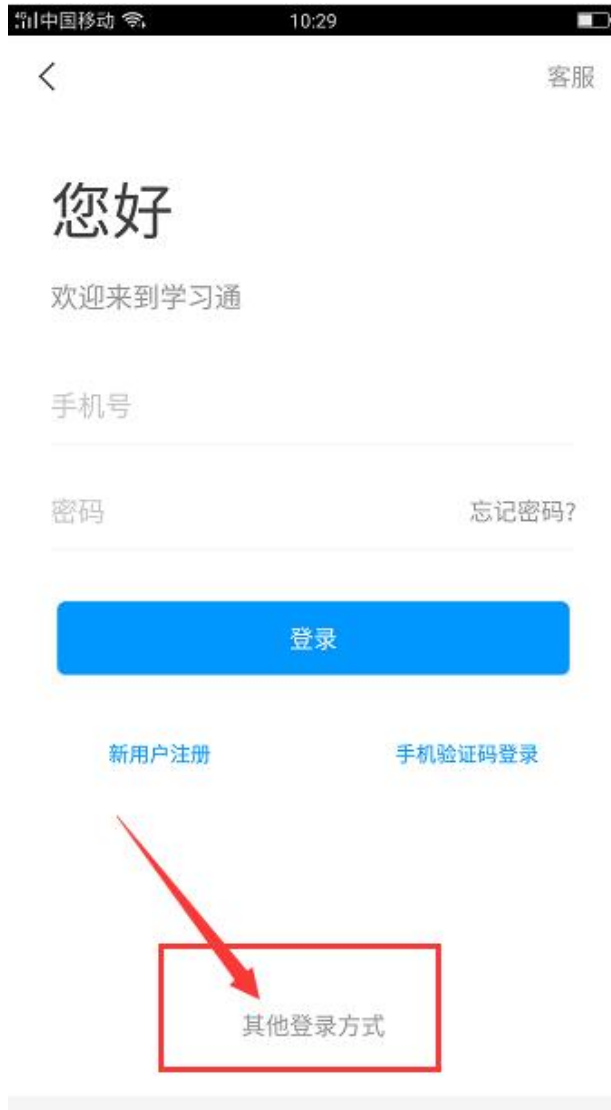 中国移动 10:29
客服
您好
欢迎来到学习通
手机号
密码 忘记密码?
登录
新用户注册 手机验证码登录
其他登录方式